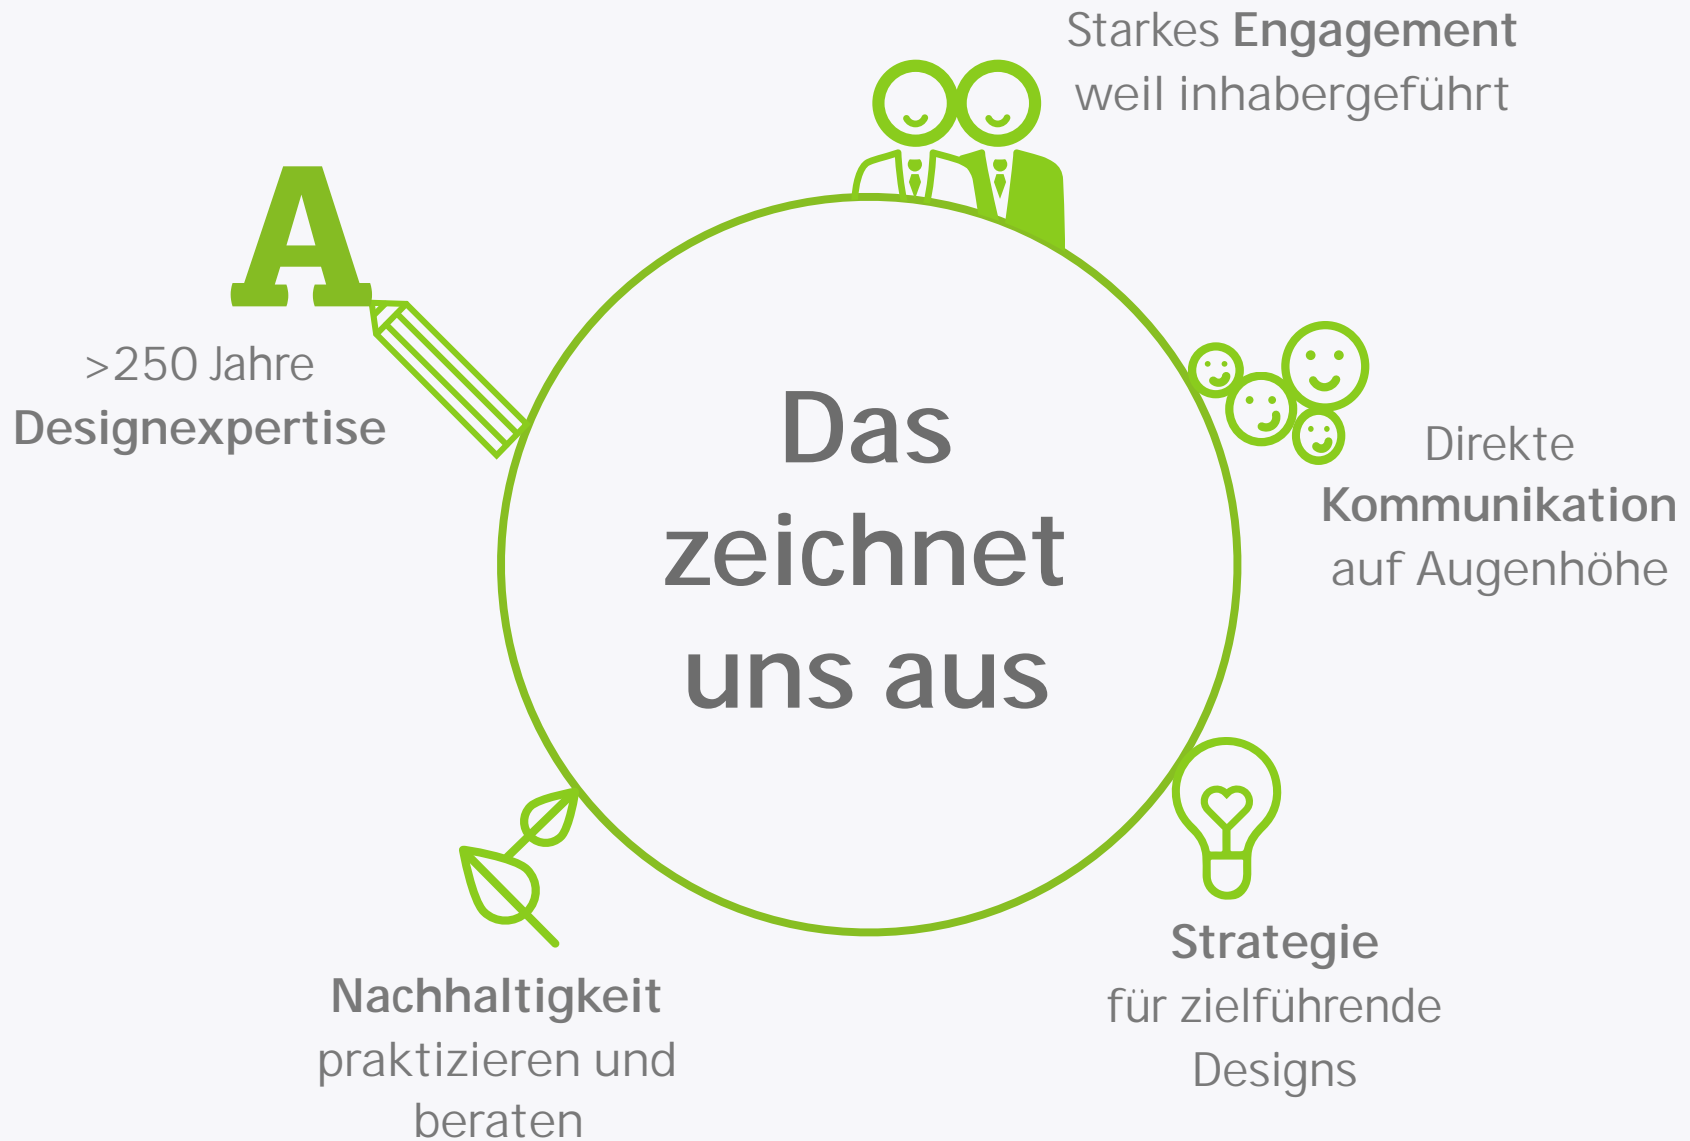 Das
zeichnet
uns aus
Starkes Engagement
weil inhabergeführt
Direkte
Kommunikation
auf Augenhöhe
Strategie
für zielführende
Designs
Nachhaltigkeit
praktizieren und
beraten
A
>250 Jahre
Designexpertise